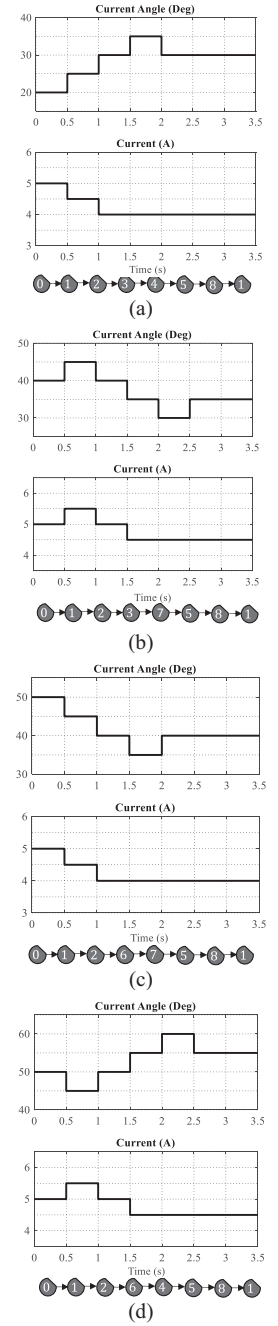 Current Angle (Deg)
40
30
20
0 0.5 1 1.5 2 2.5 3 3.5
Current (A)
6
5
4
3
0 0.5 1 1.5 2 2.5 3 3.5
Time (s)
0 1 2 3 4 5 8 1
(a)
Current Angle (Deg)
50
40
30
0 0.5 1 1.5 2 2.5 3 3.5
Current (A)
6
5
4
0 0.5 1 1.5 2 2.5 3 3.5
Time (s)
0 1 2 3 7 5 8 1
(b)
Current Angle (Deg)
50
40
30
0 0.5 1 1.5 2 2.5 3 3.5
Current (A)
6
5
4
3
0 0.5 1 1.5 2 2.5 3 3.5
Time (s)
0 1 2 6 7 5 8 1
(c)
Current Angle (Deg)
60
50
40
0 0.5 1 1.5 2 2.5 3 3.5
Current (A)
6
5
4
0 0.5 1 1.5 2 2.5 3 3.5
Time (s)
0 1 2 6 4 5 8 1
(d)